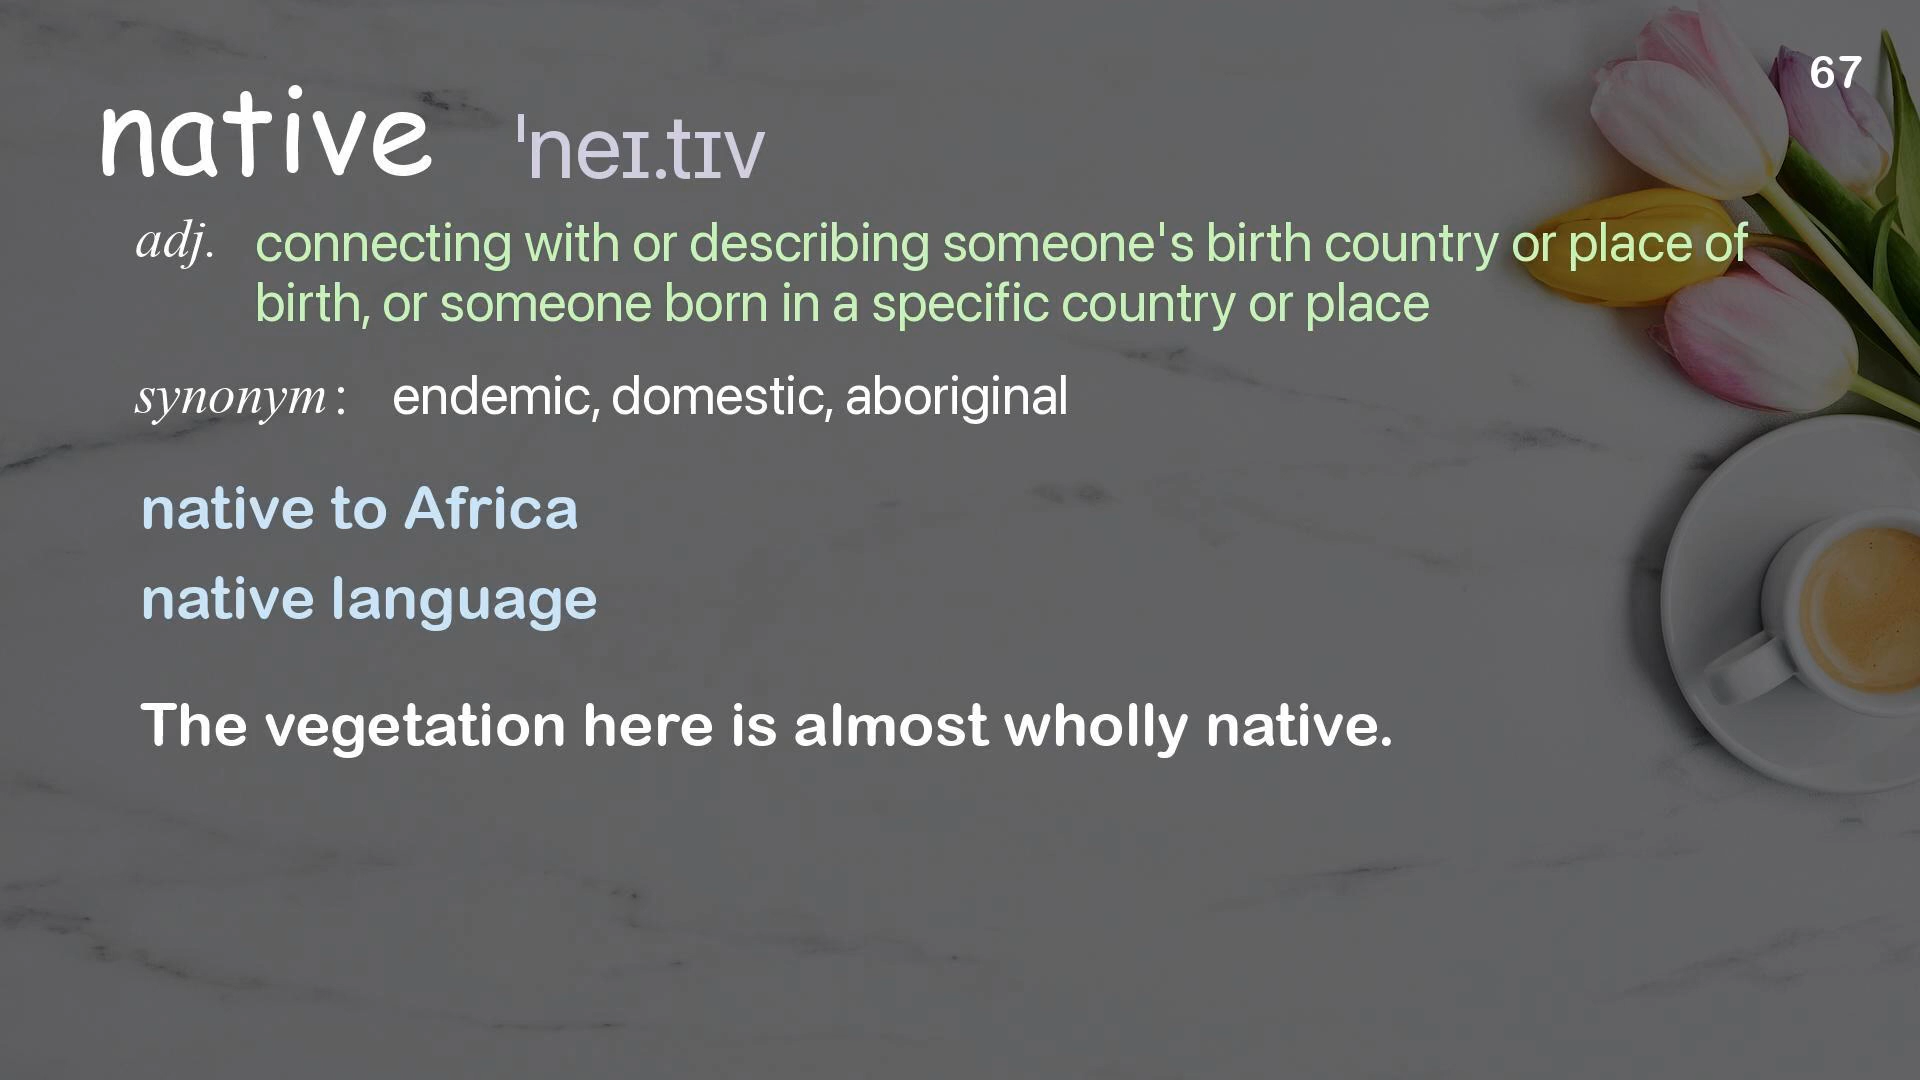 67
native ˈneɪ.tɪv
adj. connecting with or describing someone's birth country or place of
birth, or someone born in a specific country or place
synonym : endemic, domestic, aboriginal
native to Africa
native language
The vegetation here is almost wholly native.